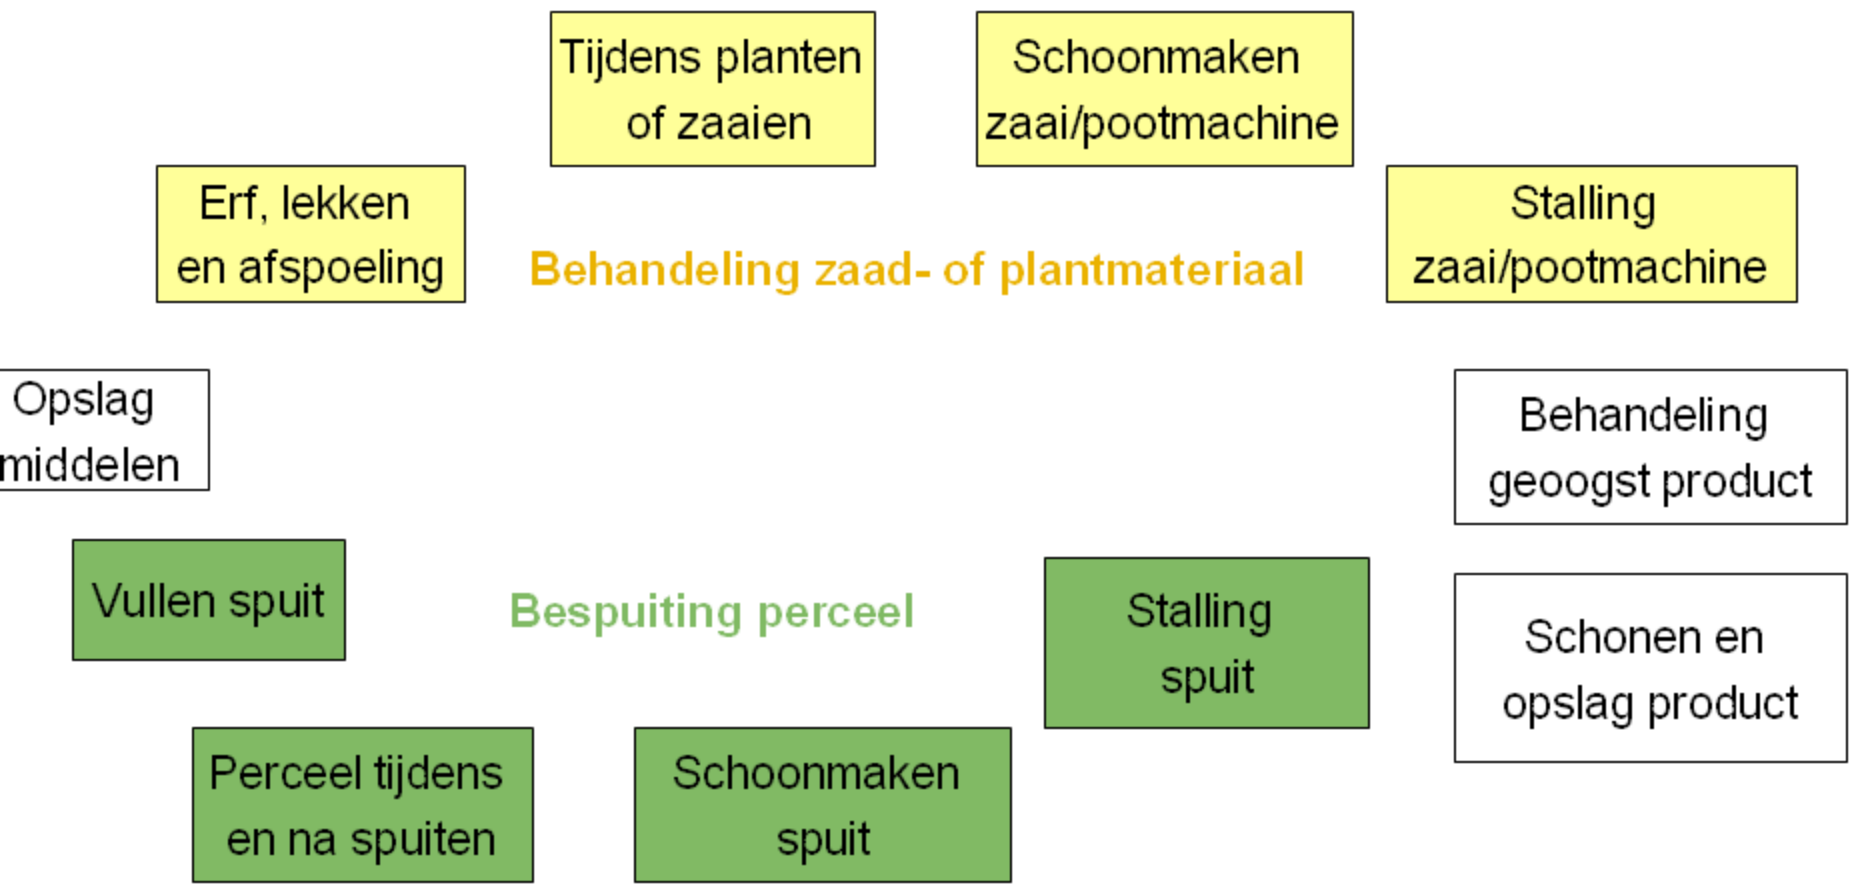 Tijdens planten
of zaaien
Schoonmaken
zaai/pootmachine
Erf, lekken
en afspoeling
Behandeling zaad- of plantmateriaal
Stalling
zaai/pootmachine
Opslag
middelen
Behandeling
geoogst product
Vullen spuit
Bespuiting perceel
Stalling
spuit
Schonen en
opslag product
Perceel tijdens
en na spuiten
Schoonmaken
spuit